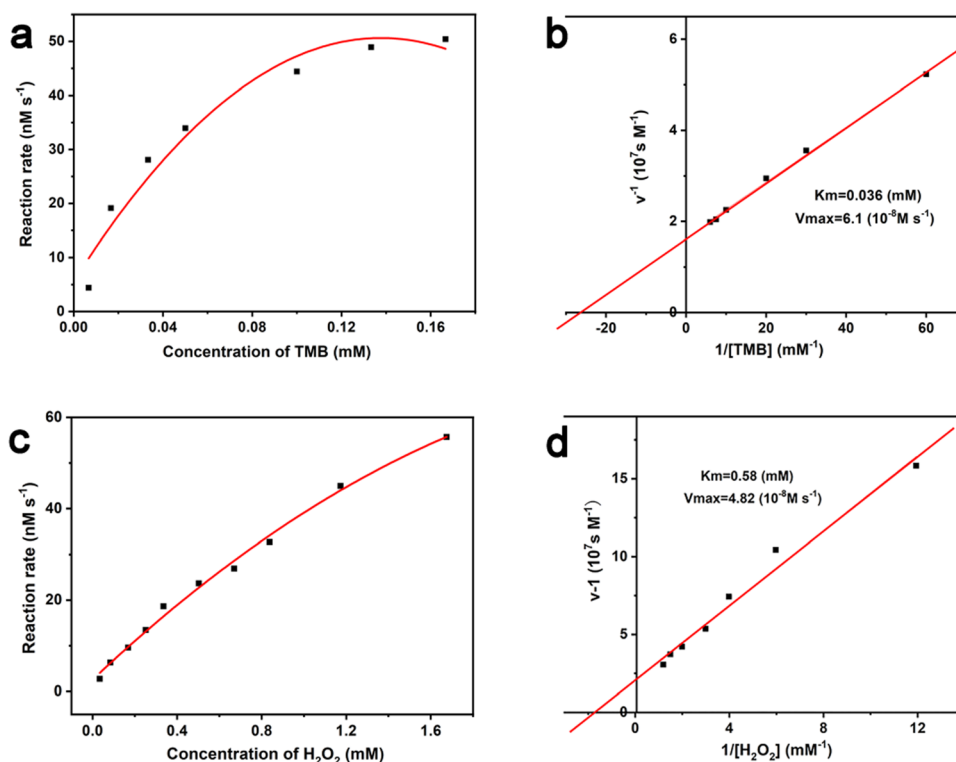 a
Reaction rate (nM s⁻¹)
60
50
40
30
20
10
0
0.00 0.04 0.08 0.12 0.16
Concentration of TMB (mM)
b
v⁻¹ (10⁷s M⁻¹)
6
4
2
0
Km=0.036 (mM)
Vmax=6.1 (10⁻⁸M s⁻¹)
-20 0 20 40 60
1/[TMB] (mM⁻¹)
c
Reaction rate (nM s⁻¹)
60
40
20
0
0.0 0.4 0.8 1.2 1.6
Concentration of H₂O₂ (mM)
d
v-1 (10⁷s M⁻¹)
15
10
5
0
Km=0.58 (mM)
Vmax=4.82 (10⁻⁸M s⁻¹)
0 4 8 12
1/[H₂O₂] (mM⁻¹)